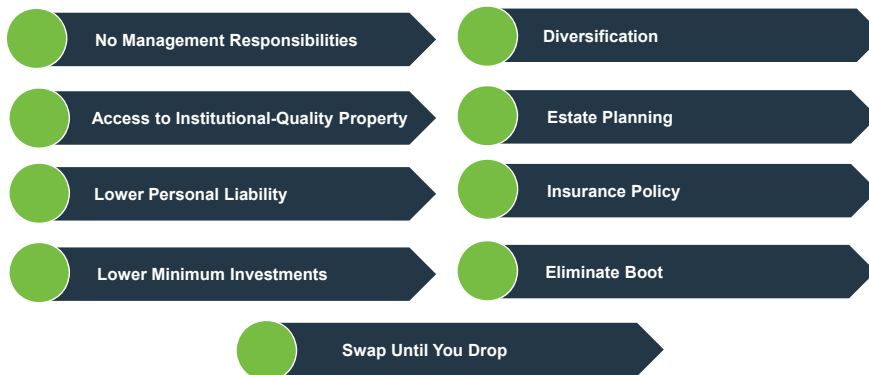 No Management Responsibilities
Diversification
Access to Institutional-Quality Property
Estate Planning
Lower Personal Liability
Insurance Policy
Lower Minimum Investments
Eliminate Boot
Swap Until You Drop